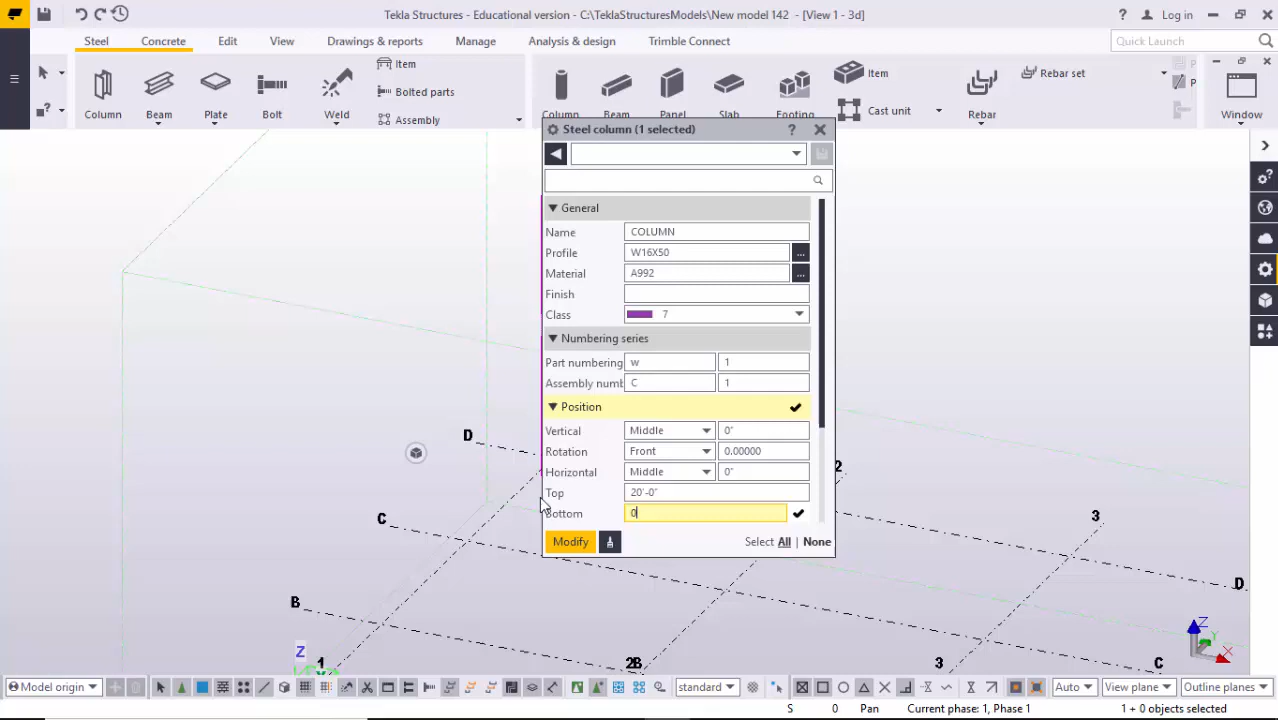 Tekla Structures - Educational version - C:\TeklaStructuresModels\New model 142 - [View 1 - 3d]
? Log in
Steel Concrete Edit View Drawings & reports Manage Analysis & design Trimble Connect Quick Launch
Column Beam Plate Bolt Weld
Item
Bolted parts
Assembly
Column Beam Panel Slab Footing
Item
Cast unit
Rebar
Rebar set
P
P
Window
Steel column (1 selected) ?
General
Name COLUMN
Profile W16X50 ...
Material A992 ...
Finish
Class 7
Numbering series
Part numbering w 1
Assembly numb C 1
Position
Vertical Middle 0"
Rotation Front 0.00000
Horizontal Middle 0"
Top 20'-0"
Bottom 0
Modify Select All | None
D
C
B
Z
1
2B
3
C
2
3
D
Z
Y
X
Model origin standard Auto View plane Outline planes
S 0 Pan Current phase: 1, Phase 1 1 + 0 objects selected